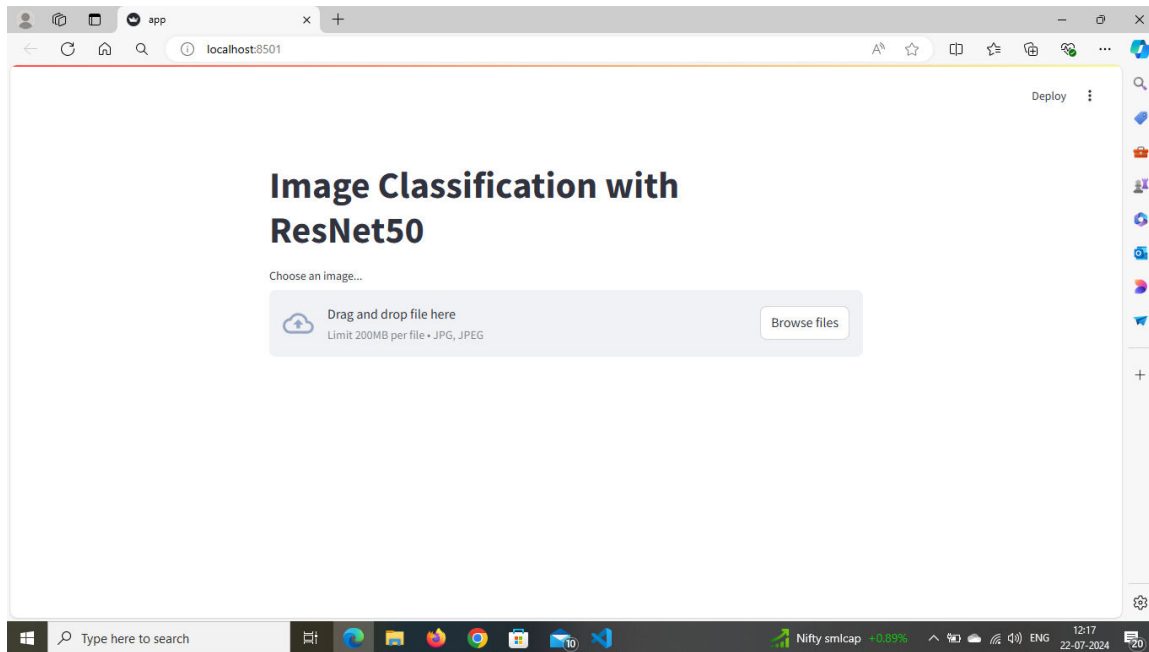 app
localhost:8501
Deploy
Image Classification with
ResNet50
Choose an image...
Drag and drop file here
Limit 200MB per file • JPG, JPEG
Browse files
Type here to search
10
Nifty smlcap +0.89%
ENG
12:17
22-07-2024
20